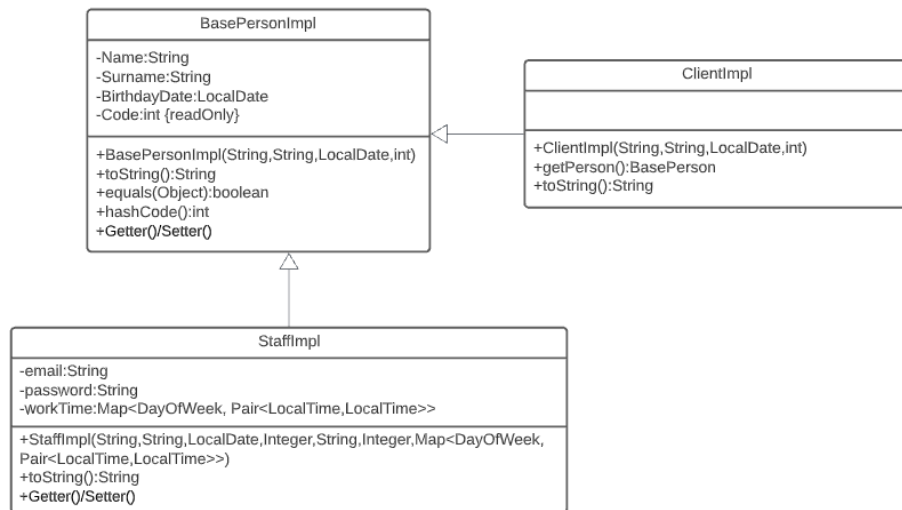 BasePersonImpl
-Name:String
-Surname:String
-BirthdayDate:LocalDate
-Code:int {readOnly}
+BasePersonImpl(String,String,LocalDate,int)
+toString():String
+equals(Object):boolean
+hashCode():int
+Getter()/Setter()
ClientImpl
+ClientImpl(String,String,LocalDate,int)
+getPerson():BasePerson
+toString():String
StaffImpl
-email:String
-password:String
-workTime:Map<DayOfWeek, Pair<LocalTime,LocalTime>>
+StaffImpl(String,String,LocalDate,Integer,String,Integer,Map<DayOfWeek,
Pair<LocalTime,LocalTime>>)
+toString():String
+Getter()/Setter()